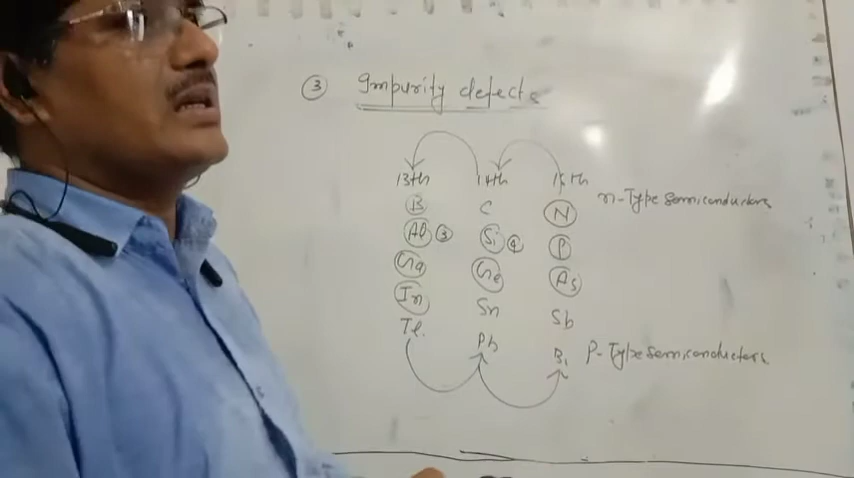 ③ Impurity defects
13th 14th 15th n-Type semiconductors
B C N
Al ③ Si ④ P
Ga Ge As
In Sn Sb
Tl. Pb Bi P-Type semiconductors